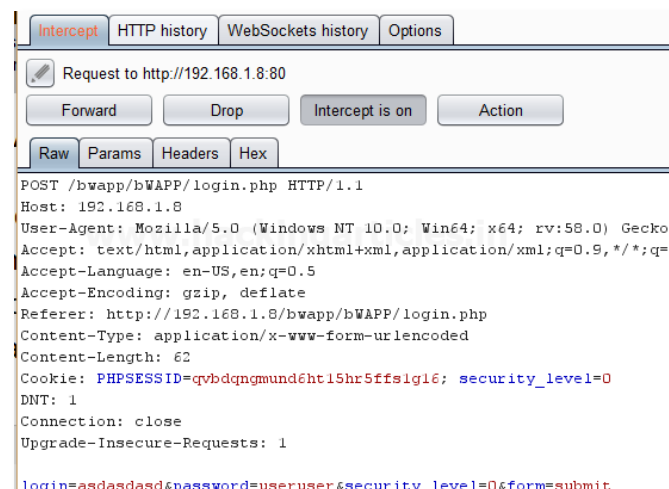 Intercept HTTP history WebSockets history Options
Request to http://192.168.1.8:80
Forward Drop Intercept is on Action
Raw Params Headers Hex
POST /bwapp/bWAPP/login.php HTTP/1.1
Host: 192.168.1.8
User-Agent: Mozilla/5.0 (Windows NT 10.0; Win64; x64; rv:58.0) Gecko
Accept: text/html,application/xhtml+xml,application/xml;q=0.9,*/*;q=
Accept-Language: en-US,en;q=0.5
Accept-Encoding: gzip, deflate
Referer: http://192.168.1.8/bwapp/bWAPP/login.php
Content-Type: application/x-www-form-urlencoded
Content-Length: 62
Cookie: PHPSESSID=qvbdqngmund6ht15hr5ffs1g16; security_level=0
DNT: 1
Connection: close
Upgrade-Insecure-Requests: 1
login=asdasdasd&password=useruser&security_level=0&form=submit